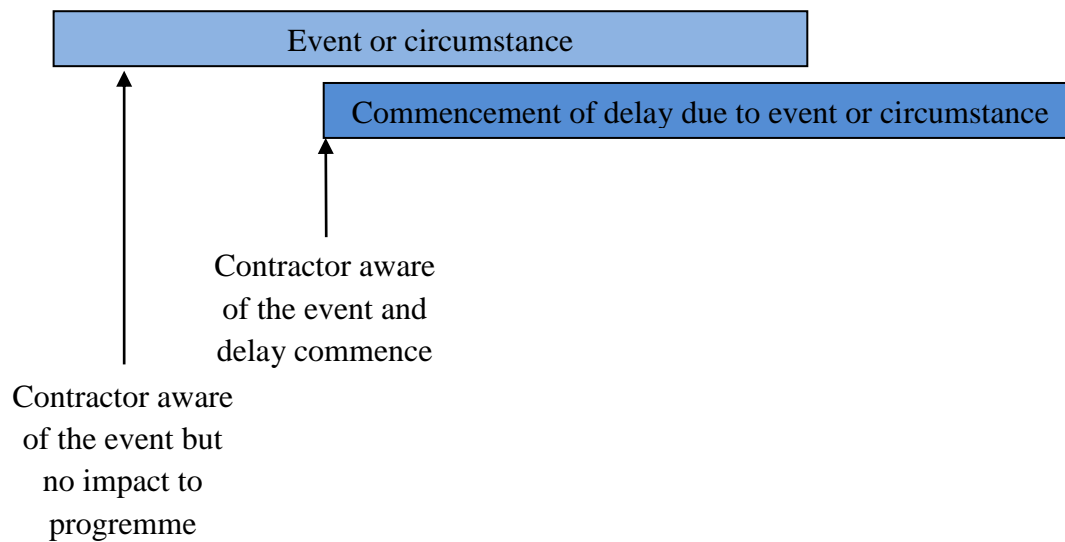 Event or circumstance
Commencement of delay due to event or circumstance
Contractor aware
of the event and
delay commence
Contractor aware
of the event but
no impact to
progremme